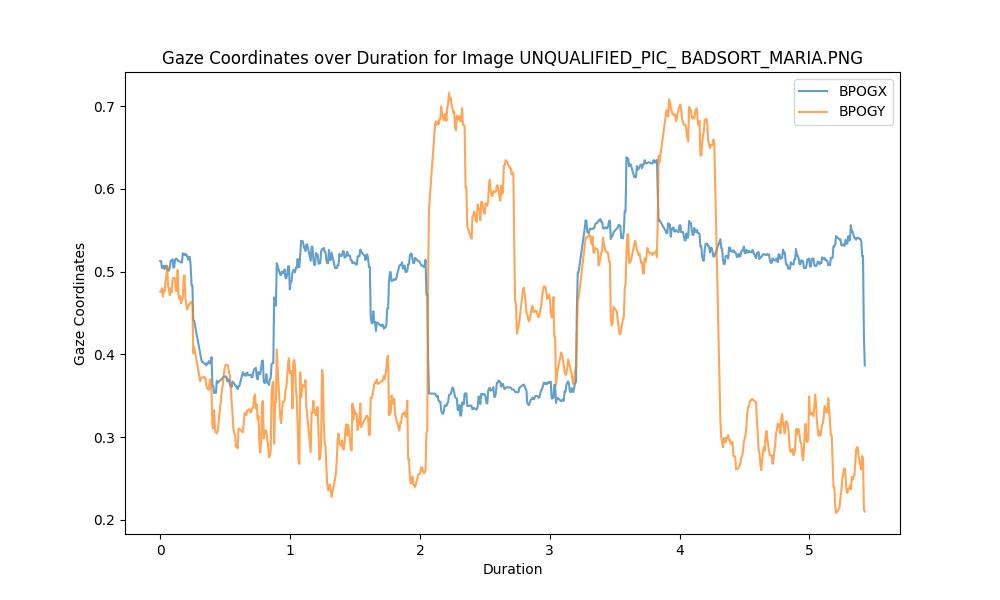 Gaze Coordinates over Duration for Image UNQUALIFIED_PIC_ BADSORT_MARIA.PNG
BPOGX
BPOGY
Gaze Coordinates
0.7
0.6
0.5
0.4
0.3
0.2
0 1 2 3 4 5
Duration